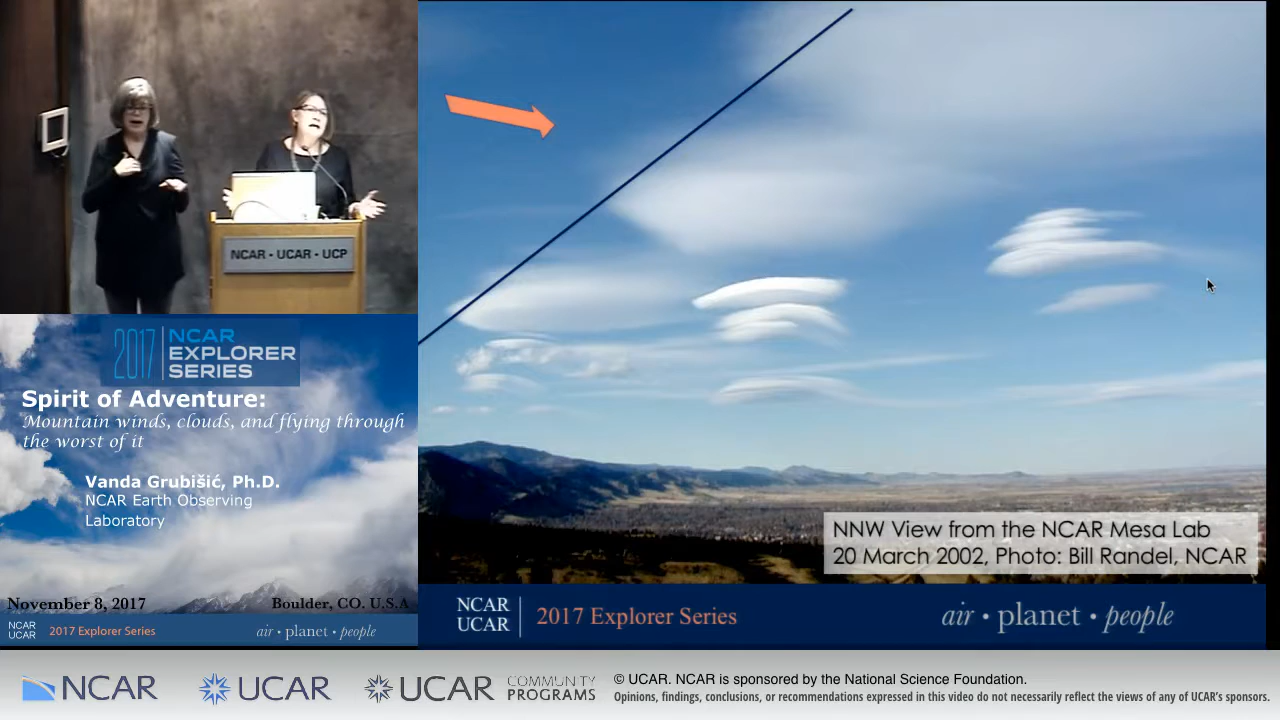 NCAR - UCAR - UCP
2017
NCAR
EXPLORER
SERIES
Spirit of Adventure:
Mountain winds, clouds, and flying through
the worst of it
Vanda Grubišić, Ph.D.
NCAR Earth Observing
Laboratory
November 8, 2017
Boulder, CO. U.S.A
NCAR
UCAR
2017 Explorer Series
air • planet • people
NNW View from the NCAR Mesa Lab
20 March 2002, Photo: Bill Randel, NCAR
NCAR
UCAR
2017 Explorer Series
air • planet • people
NCAR
UCAR
UCAR
COMMUNITY
PROGRAMS
© UCAR. NCAR is sponsored by the National Science Foundation.
Opinions, findings, conclusions, or recommendations expressed in this video do not necessarily reflect the views of any of UCAR's sponsors.